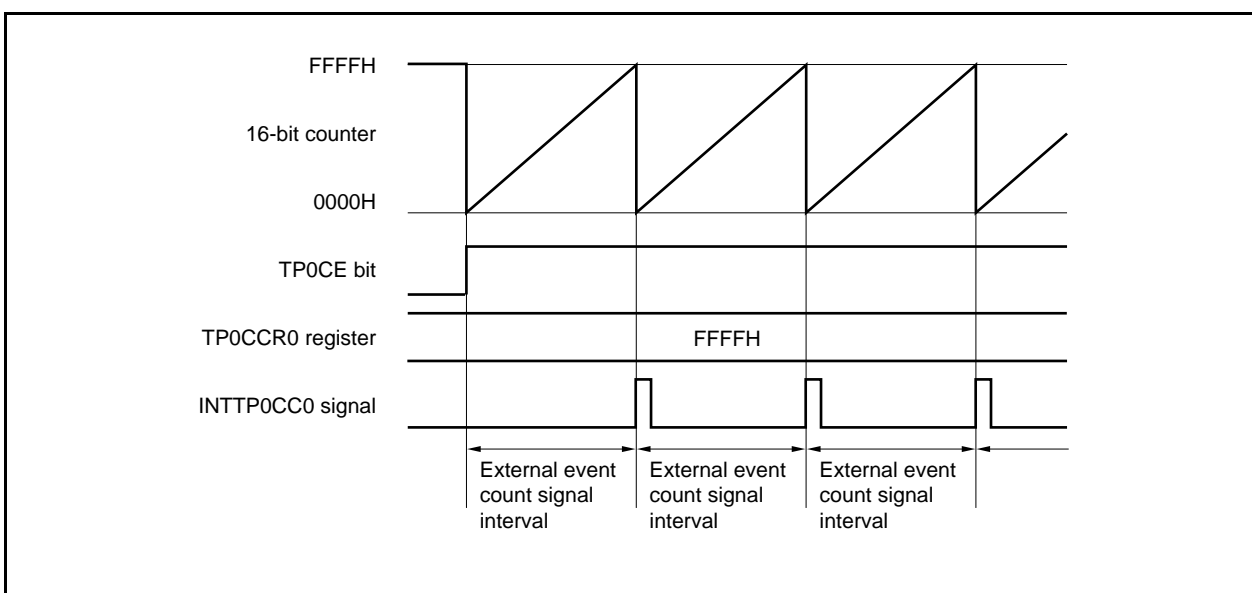 FFFFH
16-bit counter
0000H
TP0CE bit
TP0CCR0 register
FFFFH
INTTP0CC0 signal
External event
count signal
interval
External event
count signal
interval
External event
count signal
interval